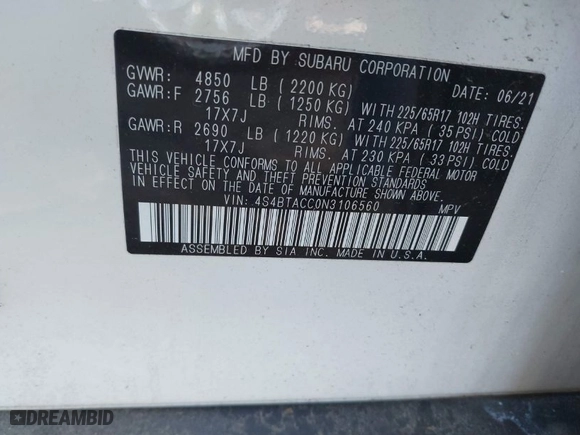 MFD BY SUBARU CORPORATION
GVWR: 4850 LB (2200 KG) DATE: 06/21
GAWR:F 2756 LB (1250 KG) WITH 225/65R17 102H TIRES.
17X7J RIMS. AT 240 KPA (35 PSI) COLD
GAWR:R 2690 LB (1220 KG) WITH 225/65R17 102H TIRES.
17X7J RIMS. AT 230 KPA (33 PSI) COLD
THIS VEHICLE CONFORMS TO ALL APPLICABLE FEDERAL MOTOR
VEHICLE SAFETY, BUMPER, AND THEFT PREVENTION STANDARDS
IN EFFECT ON THE DATE OF MANUFACTURE SHOWN ABOVE.
VIN: 4S4BTACC0N3106560 MPV
ASSEMBLED BY SIA INC. MADE IN U.S.A.
DREAMBID